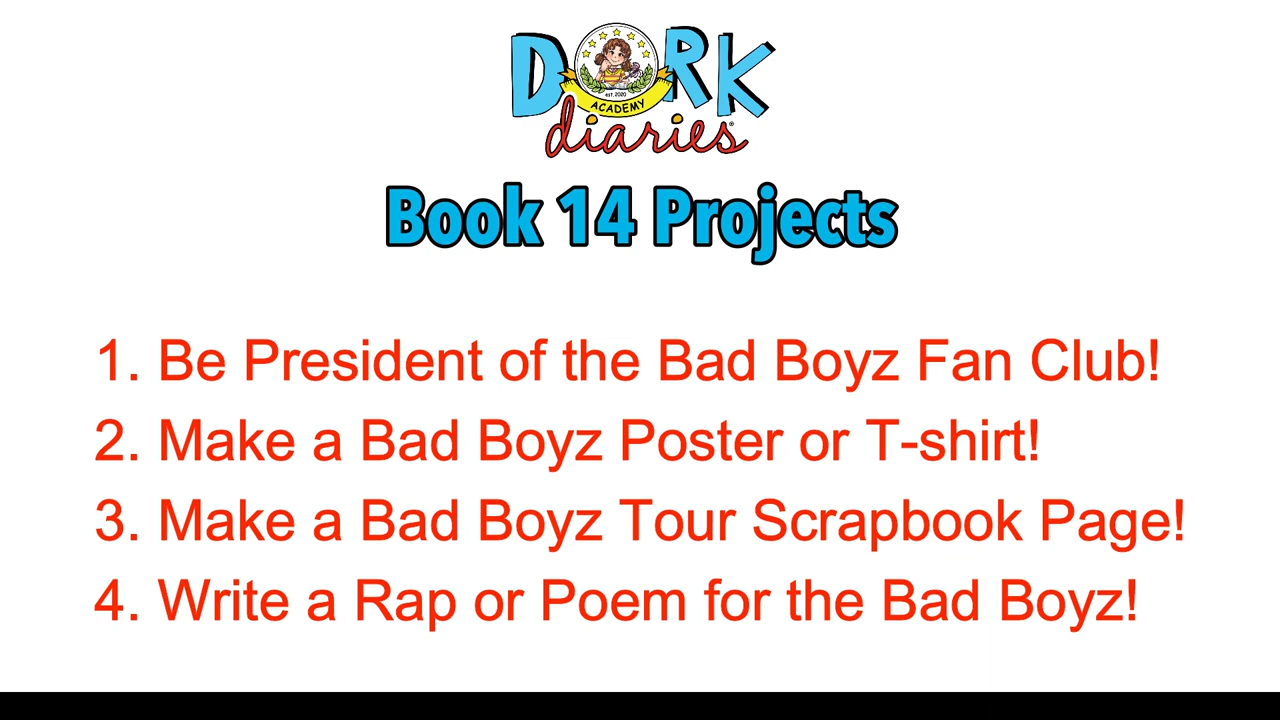 DORK
est. 2020
ACADEMY
diaries®
Book 14 Projects
1. Be President of the Bad Boyz Fan Club!
2. Make a Bad Boyz Poster or T-shirt!
3. Make a Bad Boyz Tour Scrapbook Page!
4. Write a Rap or Poem for the Bad Boyz!